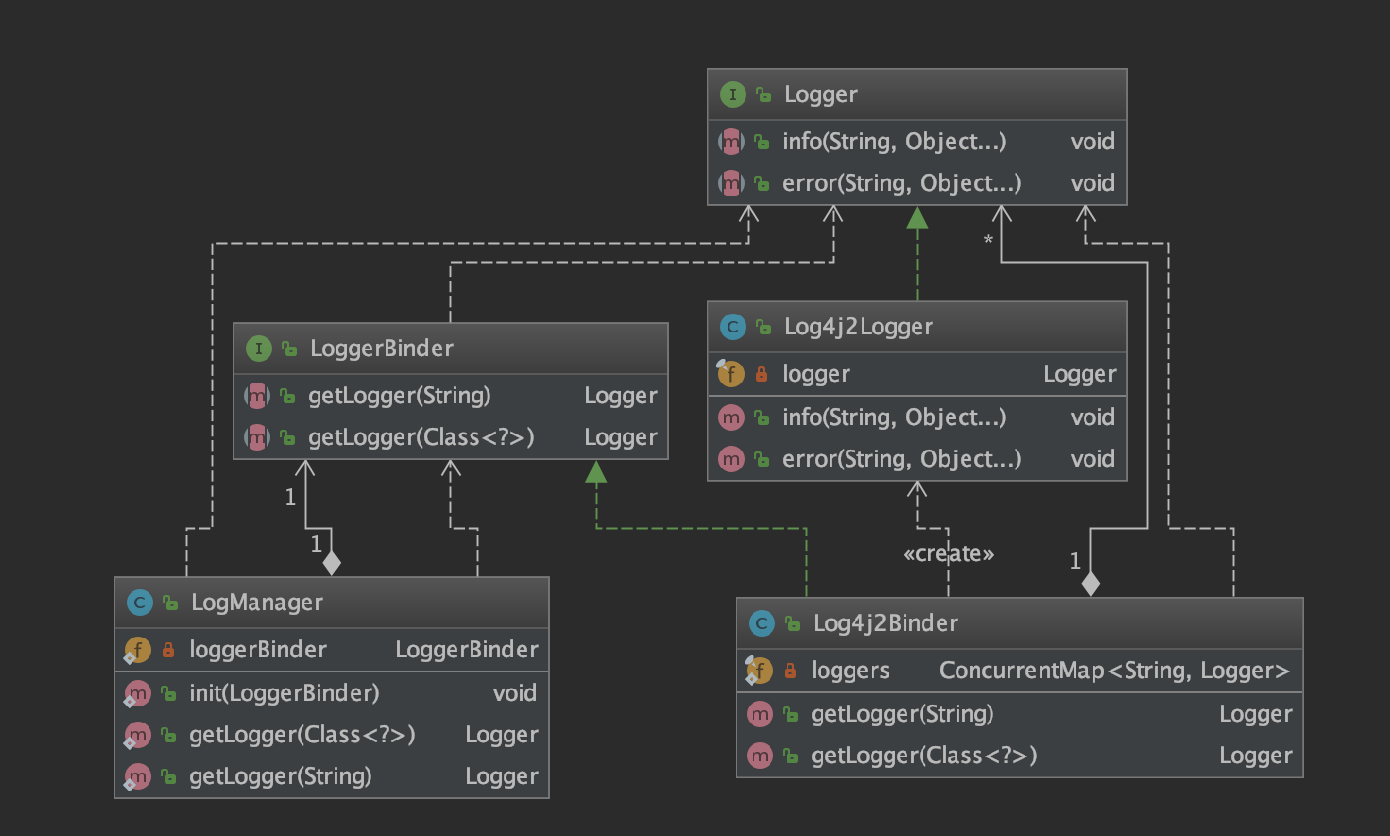 I Logger
m info(String, Object...) void
m error(String, Object...) void
*
I LoggerBinder
m getLogger(String) Logger
m getLogger(Class<?>) Logger
C Log4j2Logger
f logger Logger
m info(String, Object...) void
m error(String, Object...) void
1
1
«create»
1
C LogManager
f loggerBinder LoggerBinder
m init(LoggerBinder) void
m getLogger(Class<?>) Logger
m getLogger(String) Logger
C Log4j2Binder
f loggers ConcurrentMap<String, Logger>
m getLogger(String) Logger
m getLogger(Class<?>) Logger